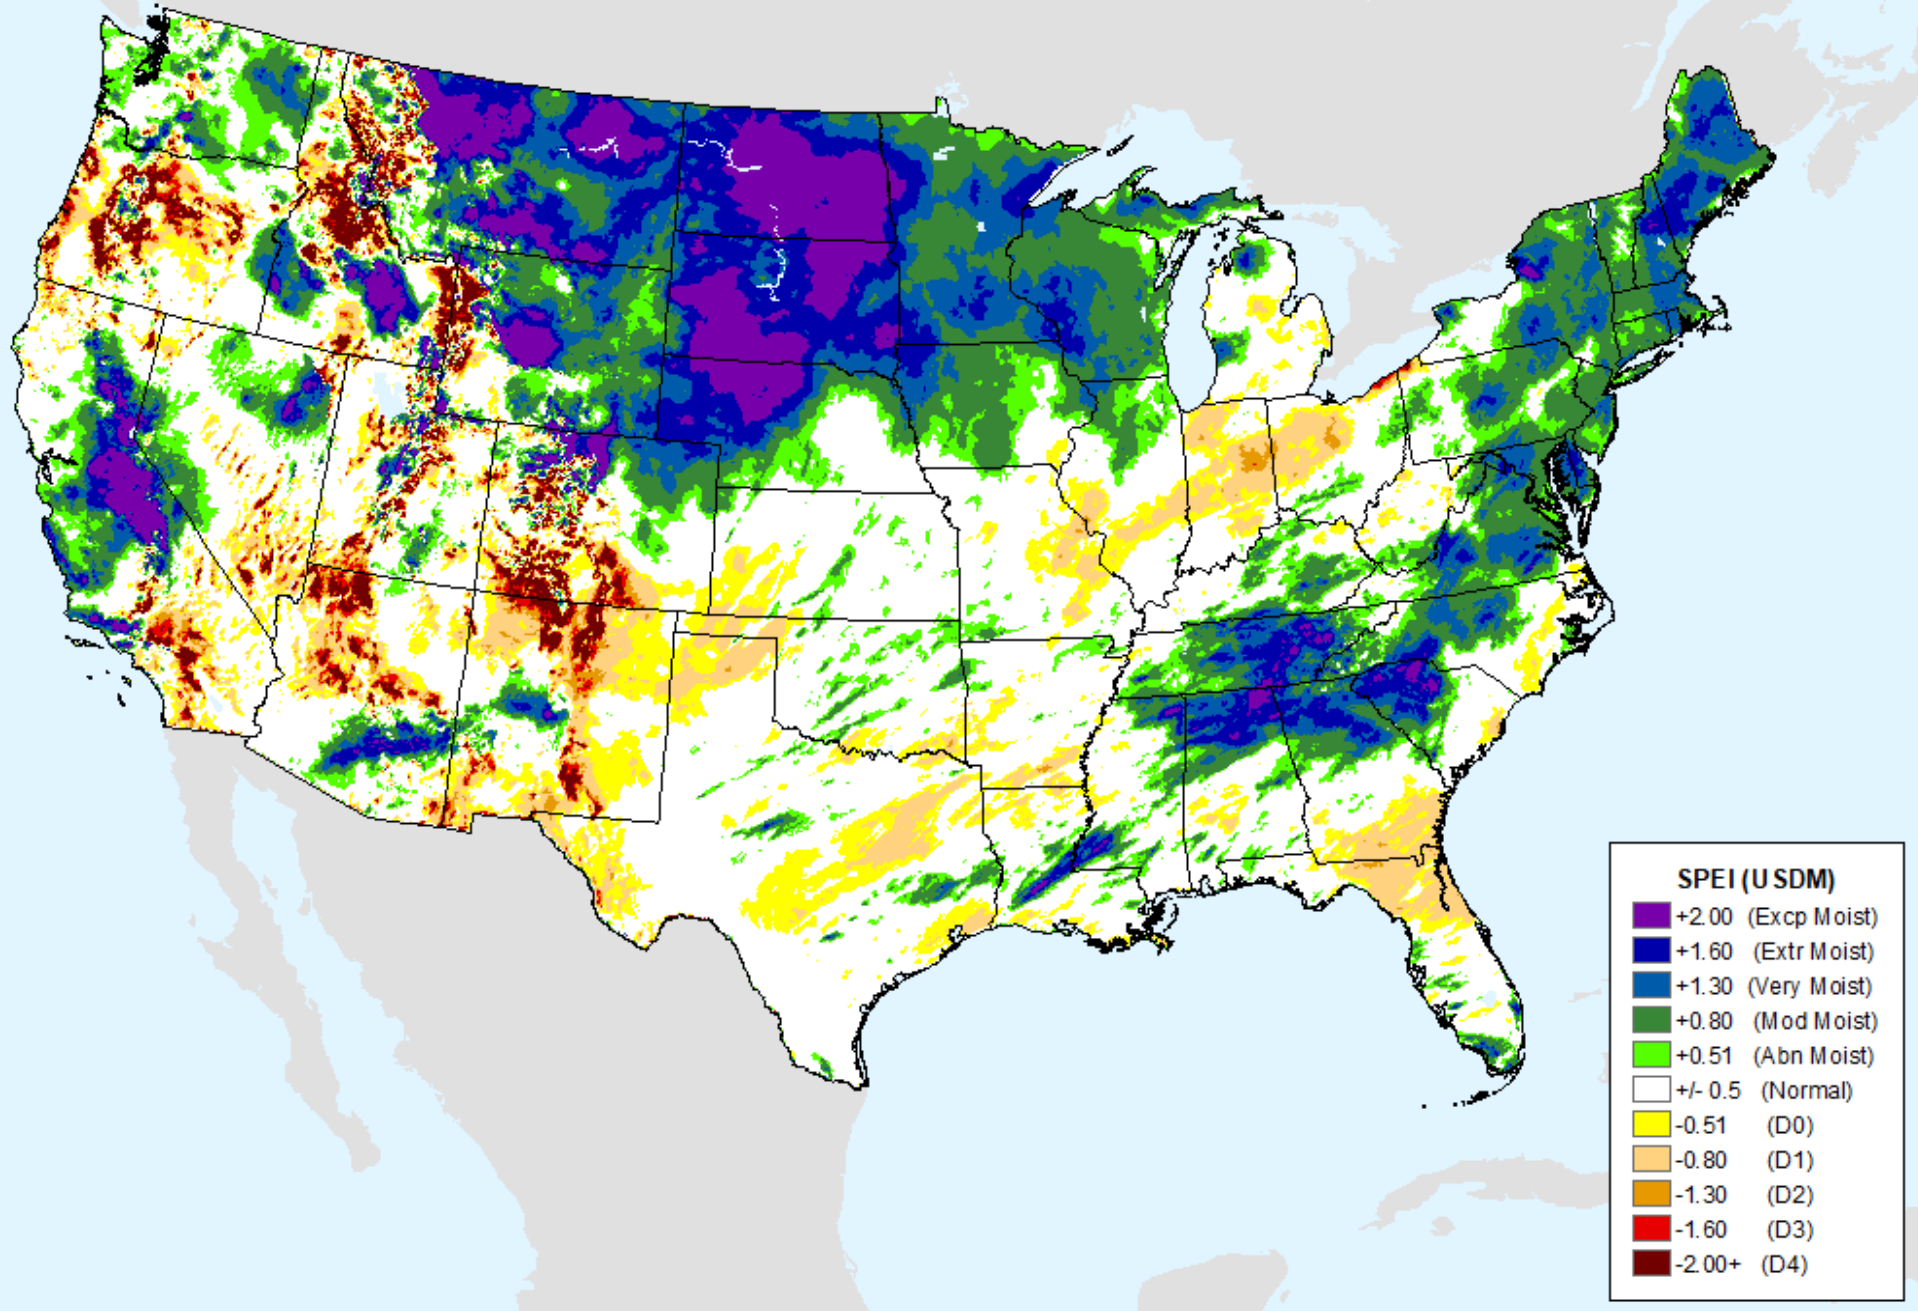 SPEI (USDM)
+2.00 (Excp Moist)
+1.60 (Extr Moist)
+1.30 (Very Moist)
+0.80 (Mod Moist)
+0.51 (Abn Moist)
+/- 0.5 (Normal)
-0.51 (D0)
-0.80 (D1)
-1.30 (D2)
-1.60 (D3)
-2.00+ (D4)